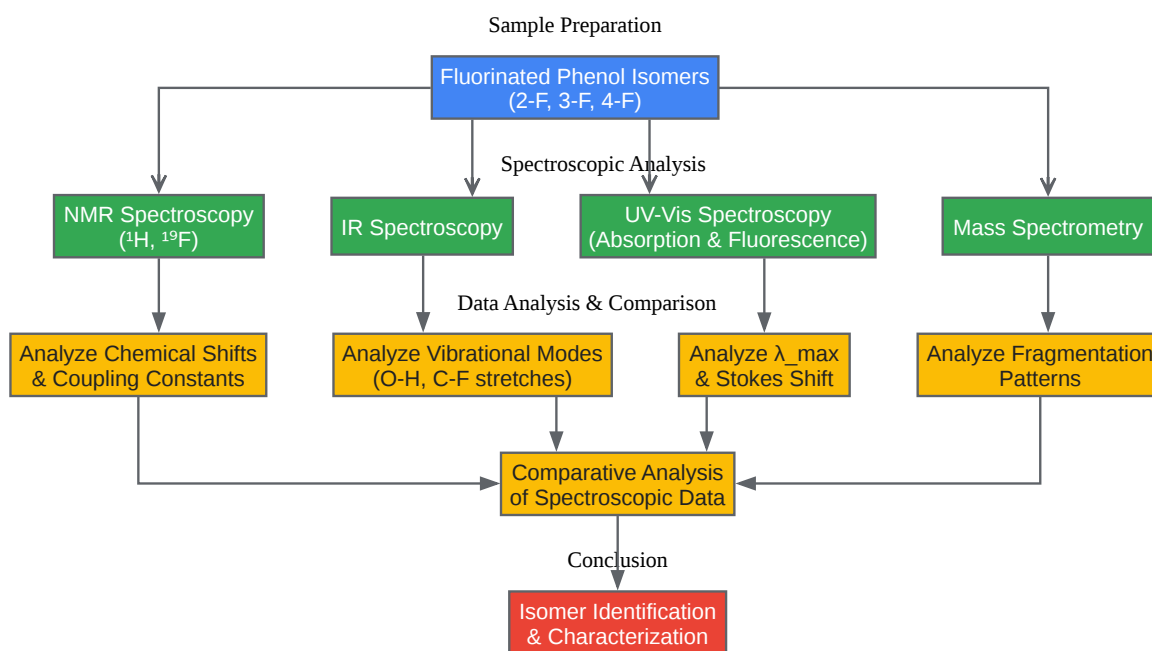 Sample Preparation
Fluorinated Phenol Isomers
(2-F, 3-F, 4-F)
Spectroscopic Analysis
NMR Spectroscopy
(¹H, ¹⁹F)
IR Spectroscopy
UV-Vis Spectroscopy
(Absorption & Fluorescence)
Mass Spectrometry
Data Analysis & Comparison
Analyze Chemical Shifts
& Coupling Constants
Analyze Vibrational Modes
(O-H, C-F stretches)
Analyze λ_max
& Stokes Shift
Analyze Fragmentation
Patterns
Comparative Analysis
of Spectroscopic Data
Conclusion
Isomer Identification
& Characterization